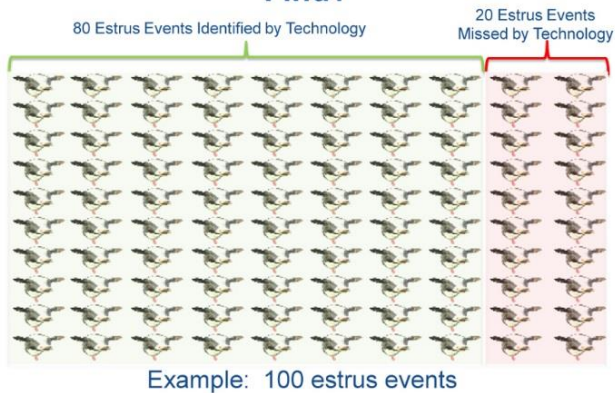 80 Estrus Events Identified by Technology
20 Estrus Events
Missed by Technology
Example: 100 estrus events